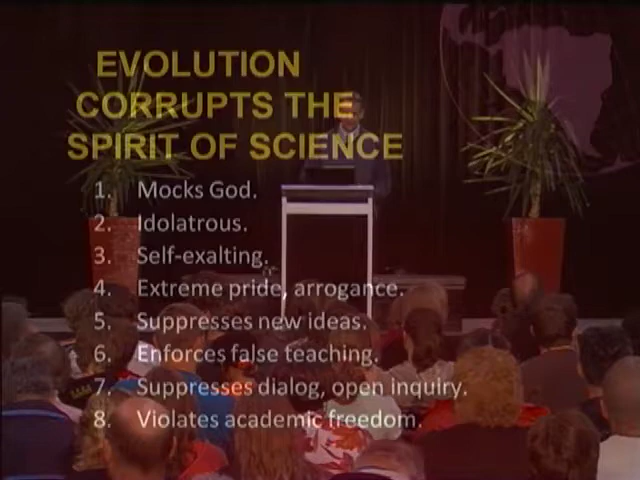 EVOLUTION
CORRUPTS THE
SPIRIT OF SCIENCE
1. Mocks God.
2. Idolatrous.
3. Self-exalting.
4. Extreme pride, arrogance.
5. Suppresses new ideas.
6. Enforces false teaching.
7. Suppresses dialog, open inquiry.
8. Violates academic freedom.